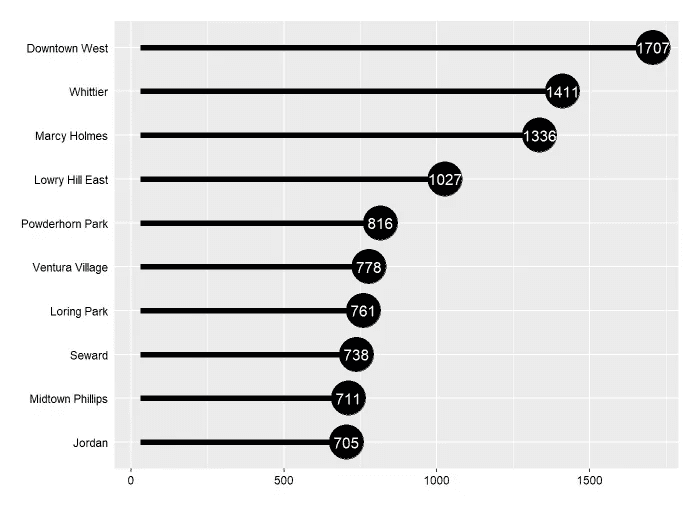 Downtown West 1707
Whittier 1411
Marcy Holmes 1336
Lowry Hill East 1027
Powderhorn Park 816
Ventura Village 778
Loring Park 761
Seward 738
Midtown Phillips 711
Jordan 705
0 500 1000 1500